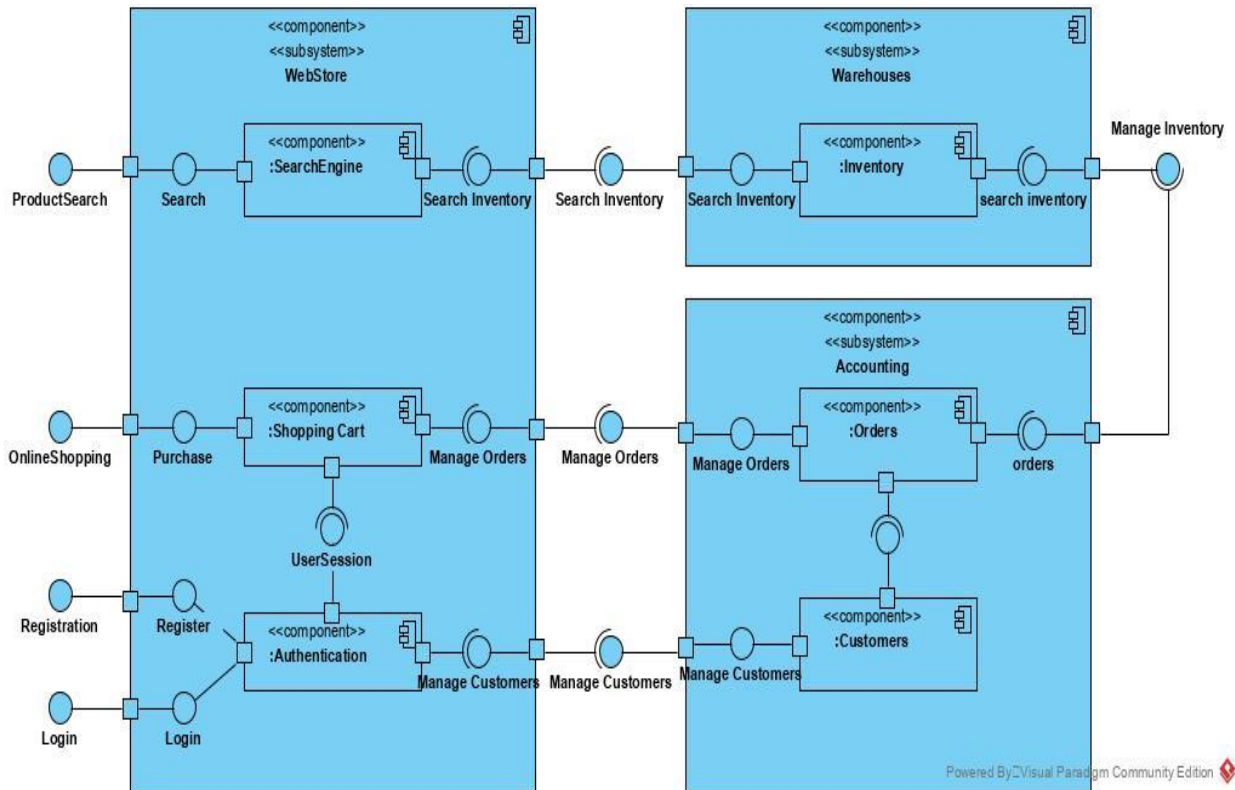 <<component>>
<<subsystem>>
WebStore
<<component>>
<<subsystem>>
Warehouses
<<component>>
:SearchEngine
<<component>>
:Inventory
Manage Inventory
ProductSearch
Search
Search Inventory
Search Inventory
Search Inventory
search inventory
<<component>>
<<subsystem>>
Accounting
<<component>>
:Shopping Cart
<<component>>
:Orders
OnlineShopping
Purchase
Manage Orders
Manage Orders
Manage Orders
orders
UserSession
Registration
Register
<<component>>
:Authentication
<<component>>
:Customers
Manage Customers
Manage Customers
Manage Customers
Login
Login
Powered By Visual Paradigm Community Edition